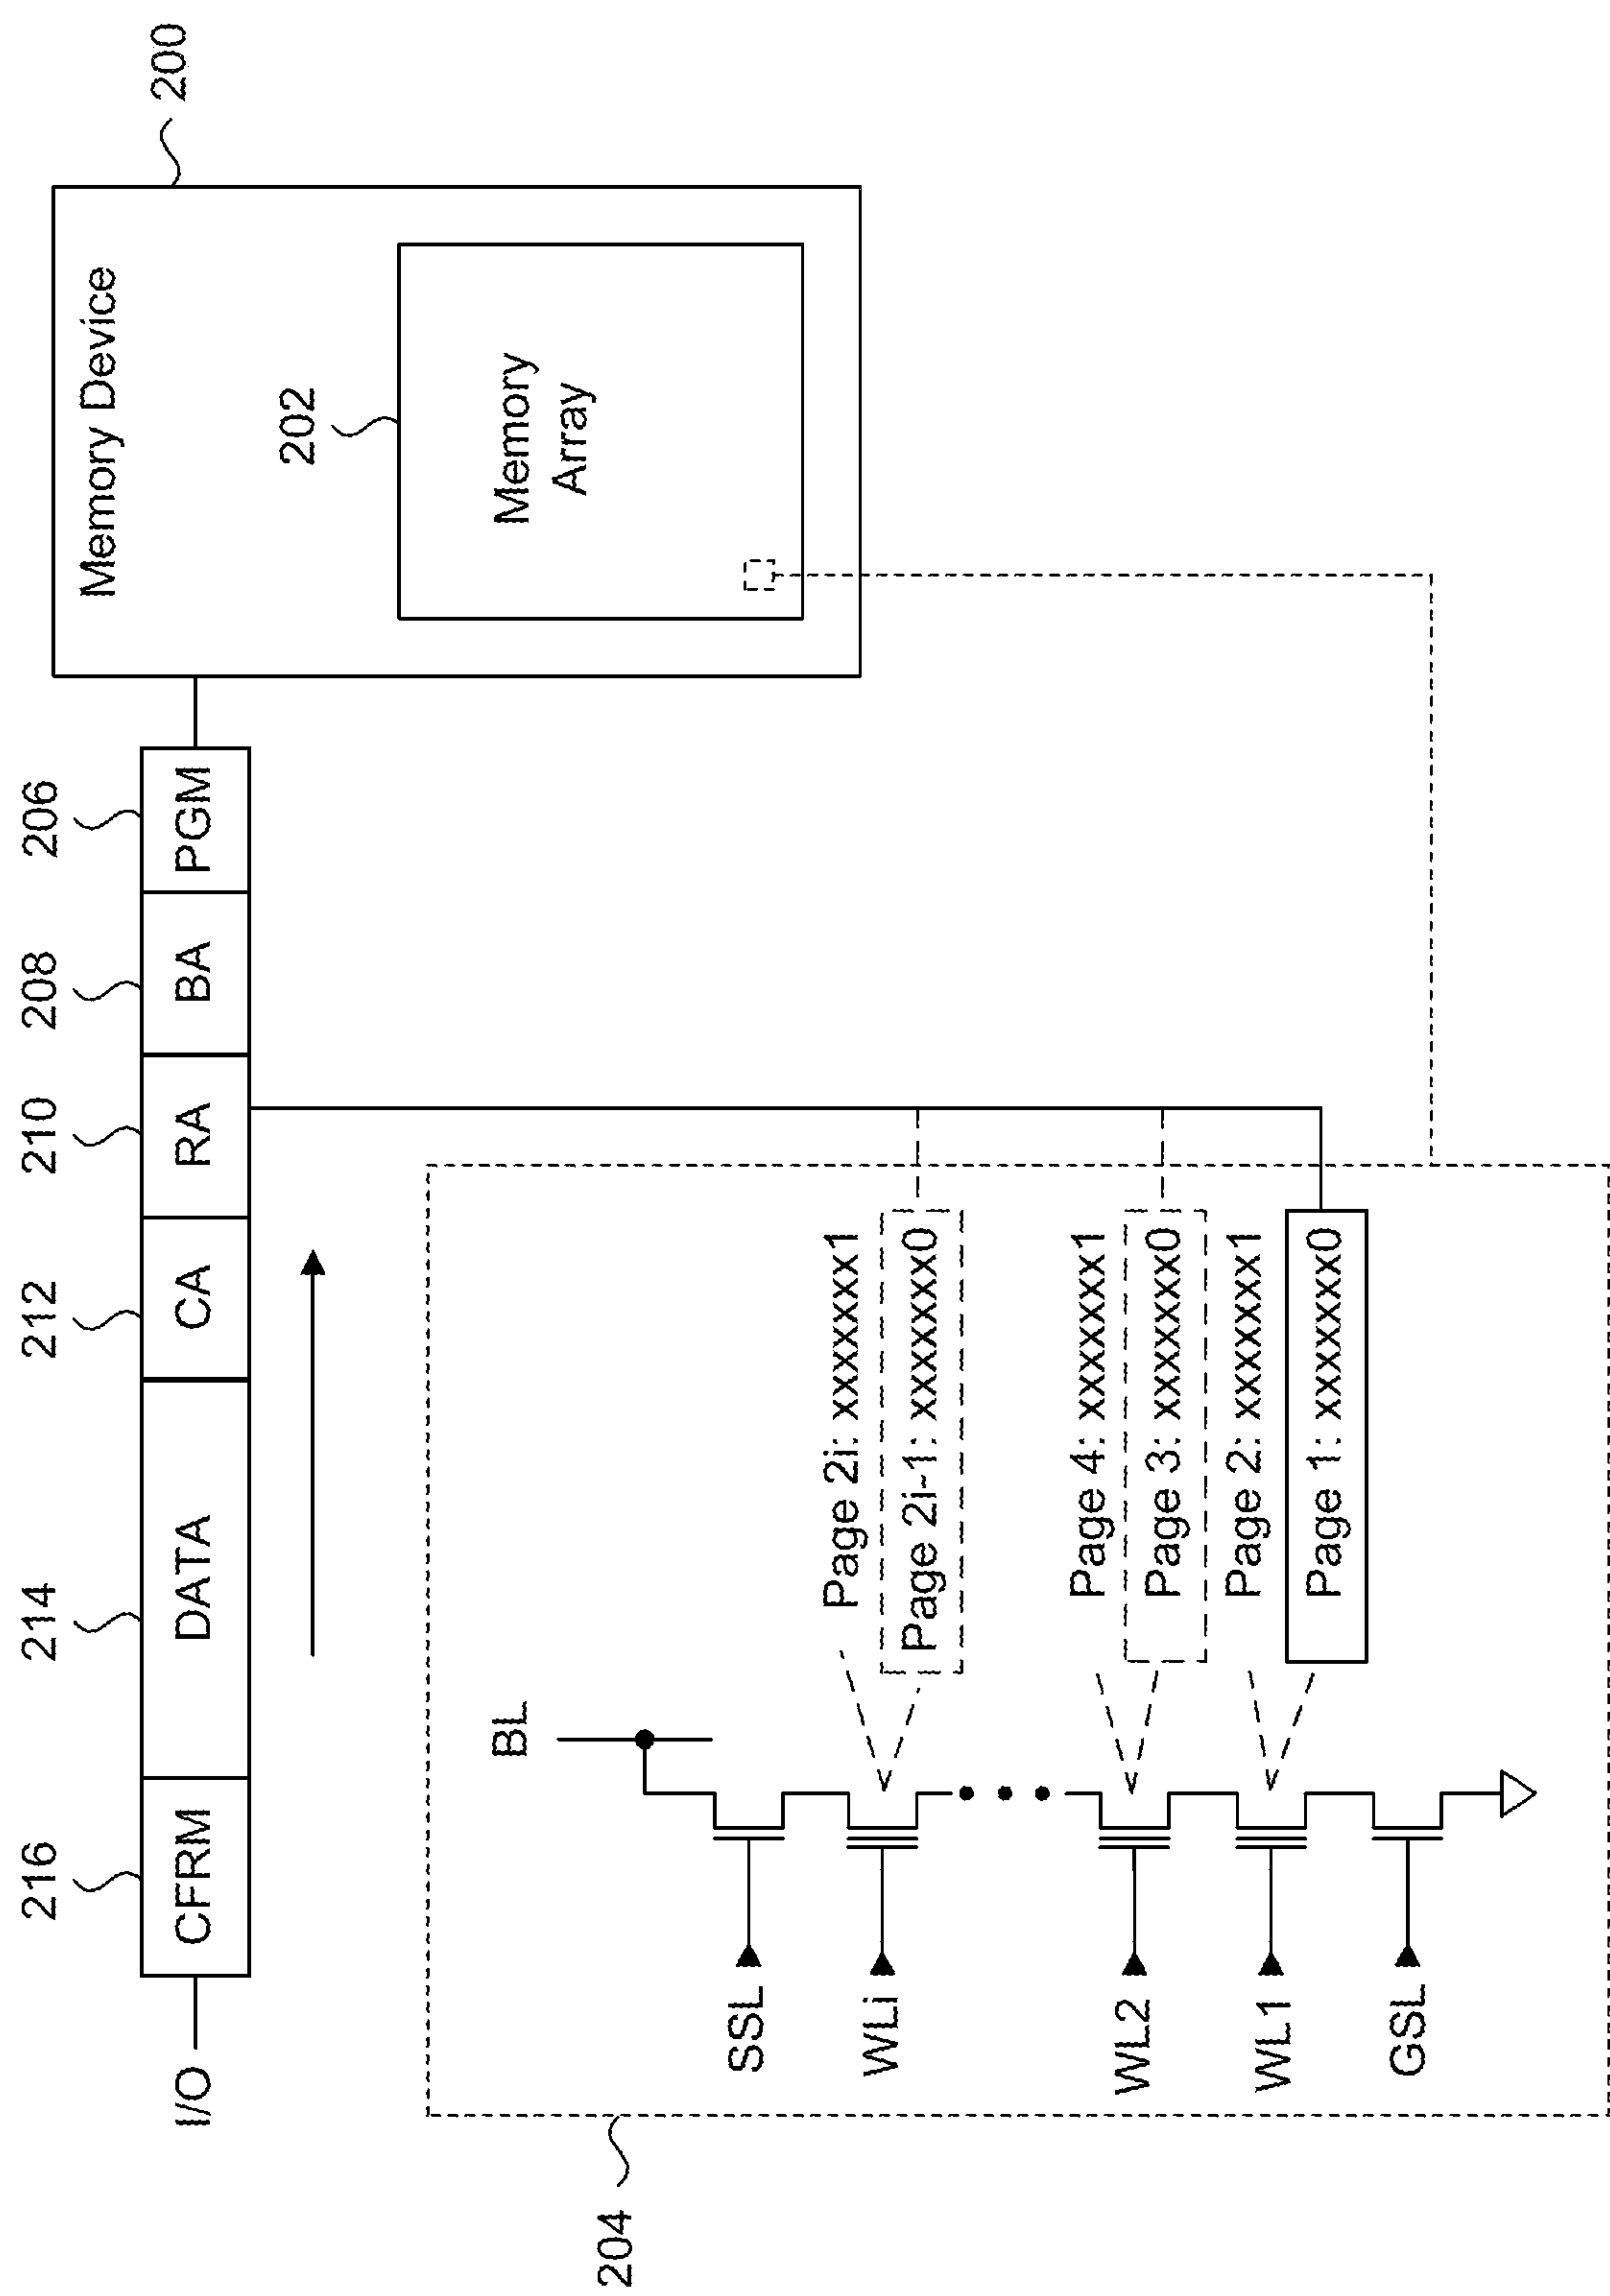 216
214
212
210
208
206
I/O
CFRM
DATA
CA
RA
BA
PGM
Memory Device
200
202
Memory
Array
204
BL
SSL
WLi
WL2
WL1
GSL
Page 2i: xxxxxxx1
Page 2i-1: xxxxxxx0
Page 4: xxxxxxx1
Page 3: xxxxxxx0
Page 2: xxxxxxx1
Page 1: xxxxxxx0